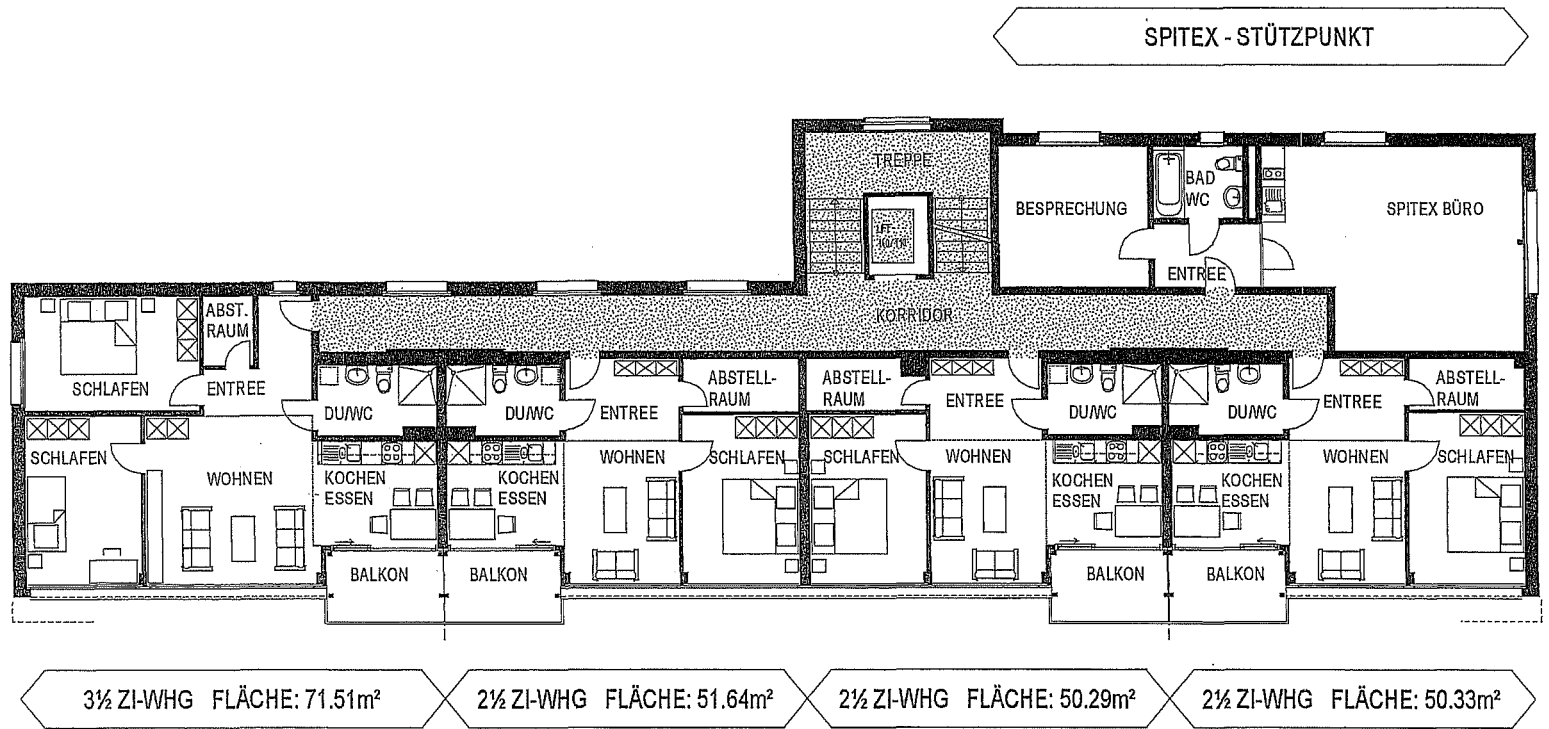 SPITEX - STÜTZPUNKT
TREPPE
BESPRECHUNG
BAD
WC
SPITEX BÜRO
LIFT
ENTREE
KORRIDOR
ABST.
RAUM
SCHLAFEN
ENTREE
DU/WC
DU/WC
ENTREE
ABSTELL-
RAUM
ABSTELL-
RAUM
ENTREE
DU/WC
DU/WC
ENTREE
ABSTELL-
RAUM
SCHLAFEN
WOHNEN
KOCHEN
ESSEN
KOCHEN
ESSEN
WOHNEN
SCHLAFEN
SCHLAFEN
WOHNEN
KOCHEN
ESSEN
KOCHEN
ESSEN
WOHNEN
SCHLAFEN
BALKON
BALKON
BALKON
BALKON
3½ ZI-WHG FLÄCHE: 71.51m²
2½ ZI-WHG FLÄCHE: 51.64m²
2½ ZI-WHG FLÄCHE: 50.29m²
2½ ZI-WHG FLÄCHE: 50.33m²